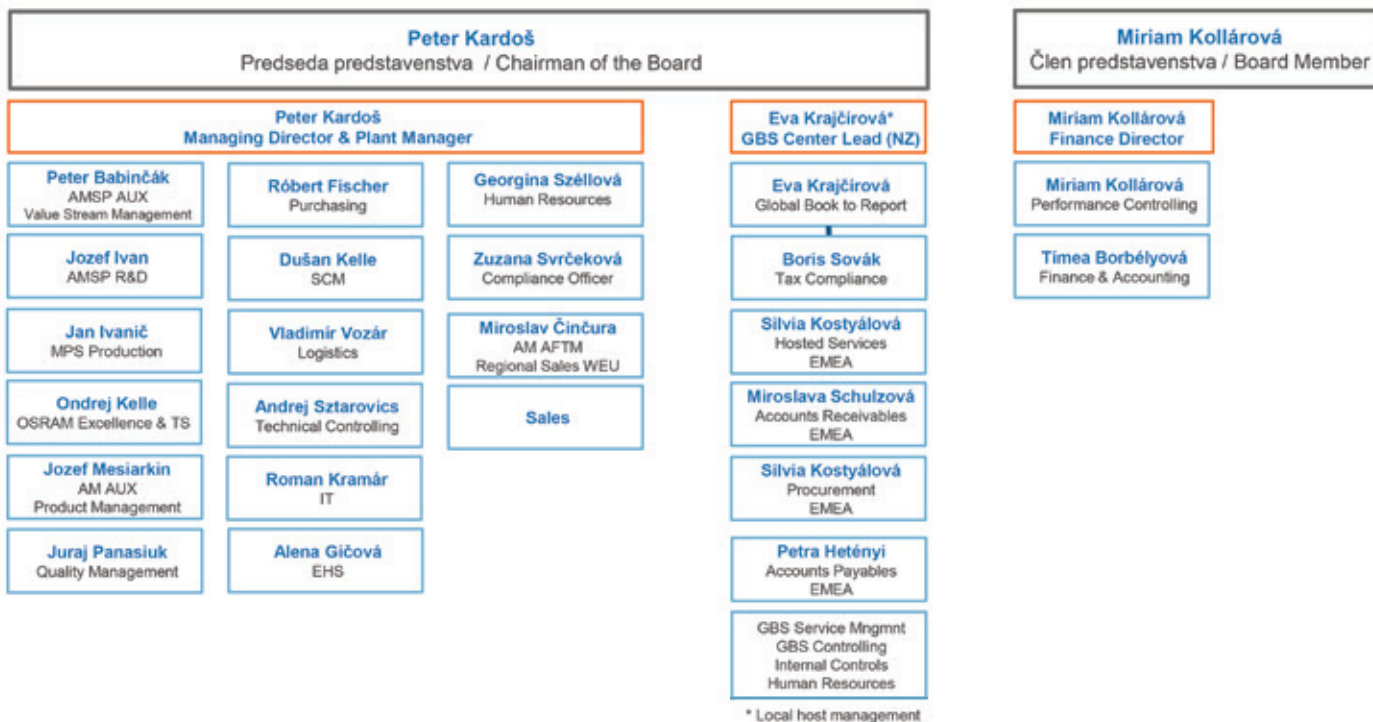 Peter Kardoš
Predseda predstavenstva / Chairman of the Board
Miriam Kollárová
Člen predstavenstva / Board Member
Peter Kardoš
Managing Director & Plant Manager
Peter Babinčák
AMSP AUX
Value Stream Management
Jozef Ivan
AMSP R&D
Jan Ivanič
MPS Production
Ondrej Kelle
OSRAM Excellence & TS
Jozef Mesiarkin
AM AUX
Product Management
Juraj Panasiuk
Quality Management
Róbert Fischer
Purchasing
Dušan Kelle
SCM
Vladimír Vozár
Logistics
Andrej Sztarovics
Technical Controlling
Roman Kramár
IT
Alena Gičová
EHS
Georgina Széllová
Human Resources
Zuzana Svrčeková
Compliance Officer
Miroslav Činčura
AM AFTM
Regional Sales WEU
Sales
Eva Krajčírová*
GBS Center Lead (NZ)
Eva Krajčírová
Global Book to Report
Boris Sovák
Tax Compliance
Silvia Kostyálová
Hosted Services
EMEA
Miroslava Schulzová
Accounts Receivables
EMEA
Silvia Kostyálová
Procurement
EMEA
Petra Hetényi
Accounts Payables
EMEA
GBS Service Mngmnt
GBS Controlling
Internal Controls
Human Resources
* Local host management
Miriam Kollárová
Finance Director
Miriam Kollárová
Performance Controlling
Tímea Borbélyová
Finance & Accounting